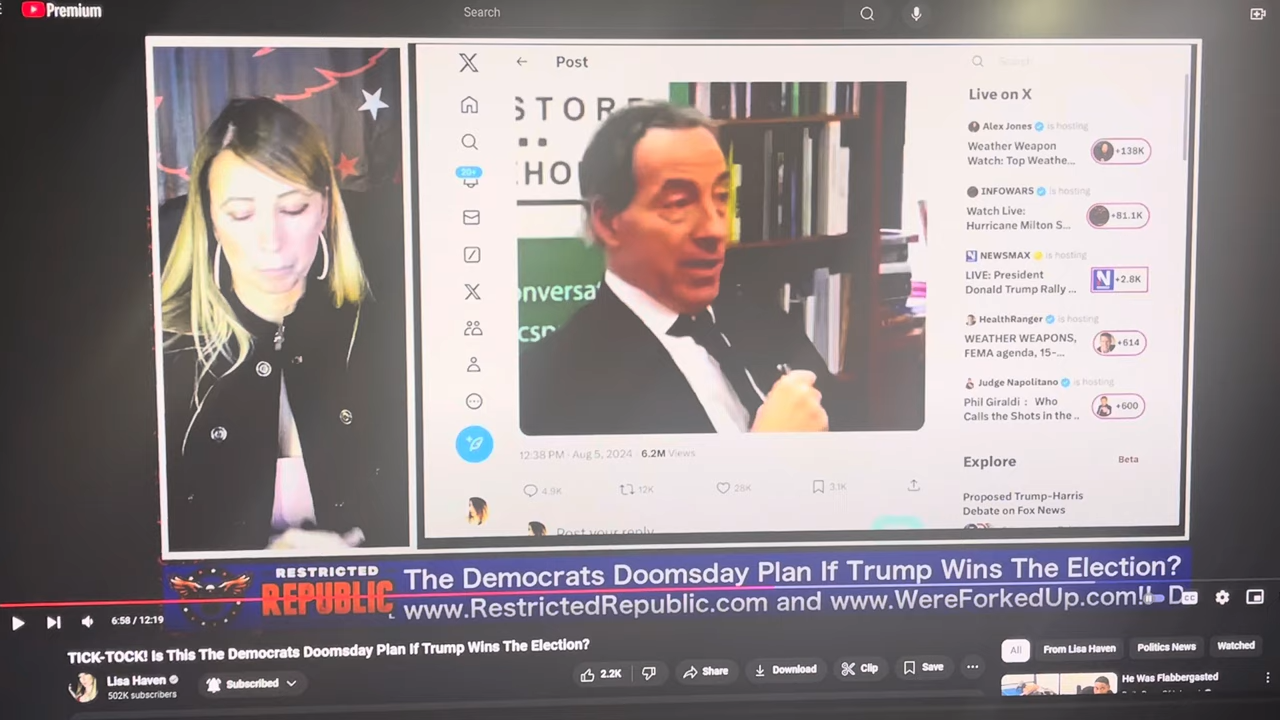 Premium
Search
Post
Search
STORE
HO
onversa
csp
Live on X
Alex Jones is hosting
Weather Weapon
Watch: Top Weathe...
+138K
INFOWARS is hosting
Watch Live:
Hurricane Milton S...
+81.1K
NEWSMAX is hosting
LIVE: President
Donald Trump Rally ...
+2.8K
HealthRanger is hosting
WEATHER WEAPONS,
FEMA agenda, 15-...
+614
Judge Napolitano is hosting
Phil Giraldi : Who
Calls the Shots in the ..
+600
20+
12:38 PM · Aug 5, 2024 · 6.2M Views
4.9K 12K 28K 3.1K
Post your reply
Explore Beta
Proposed Trump-Harris
Debate on Fox News
RESTRICTED
REPUBLIC
The Democrats Doomsday Plan If Trump Wins The Election?
www.RestrictedRepublic.com and www.WereForkedUp.com!
6:58 / 12:19
CC
TICK-TOCK! Is This The Democrats Doomsday Plan If Trump Wins The Election?
Lisa Haven
502K subscribers
Subscribed
2.2K Share Download Clip Save
All From Lisa Haven Politics News Watched
He Was Flabbergasted